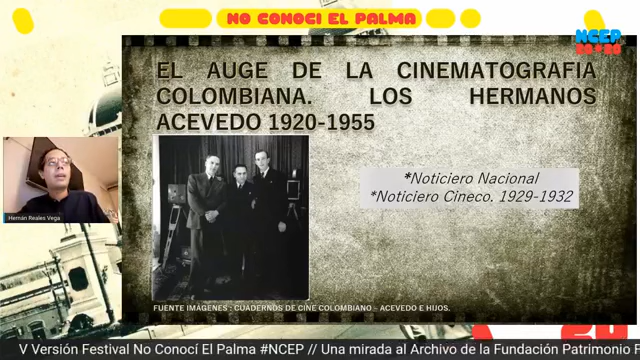 NO CONOCI EL PALMA
NCEP
EL AUGE DE LA CINEMATOGRAFIA
COLOMBIANA. LOS HERMANOS
ACEVEDO 1920-1955
*Noticiero Nacional
*Noticiero Cineco. 1929-1932
Hernán Reales Vega
FUENTE IMAGENES : CUADERNOS DE CINE COLOMBIANO – ACEVEDO E HIJOS.
V Versión Festival No Conocí El Palma #NCEP // Una mirada al Archivo de la Fundación Patrimonio